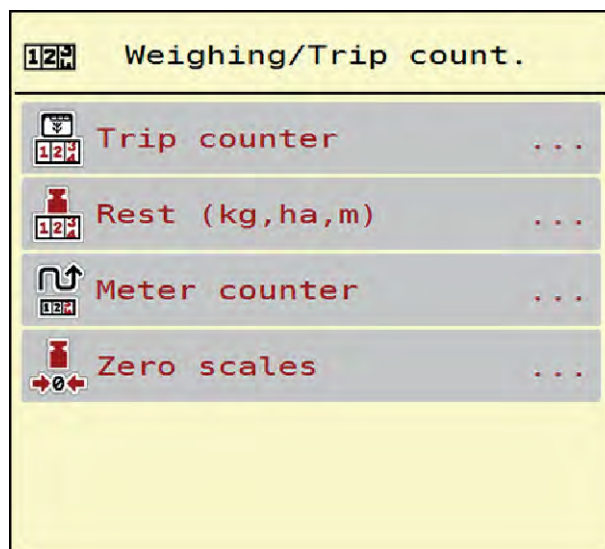 Weighing/Trip count.
Trip counter ...
Rest (kg,ha,m) ...
Meter counter ...
Zero scales ...